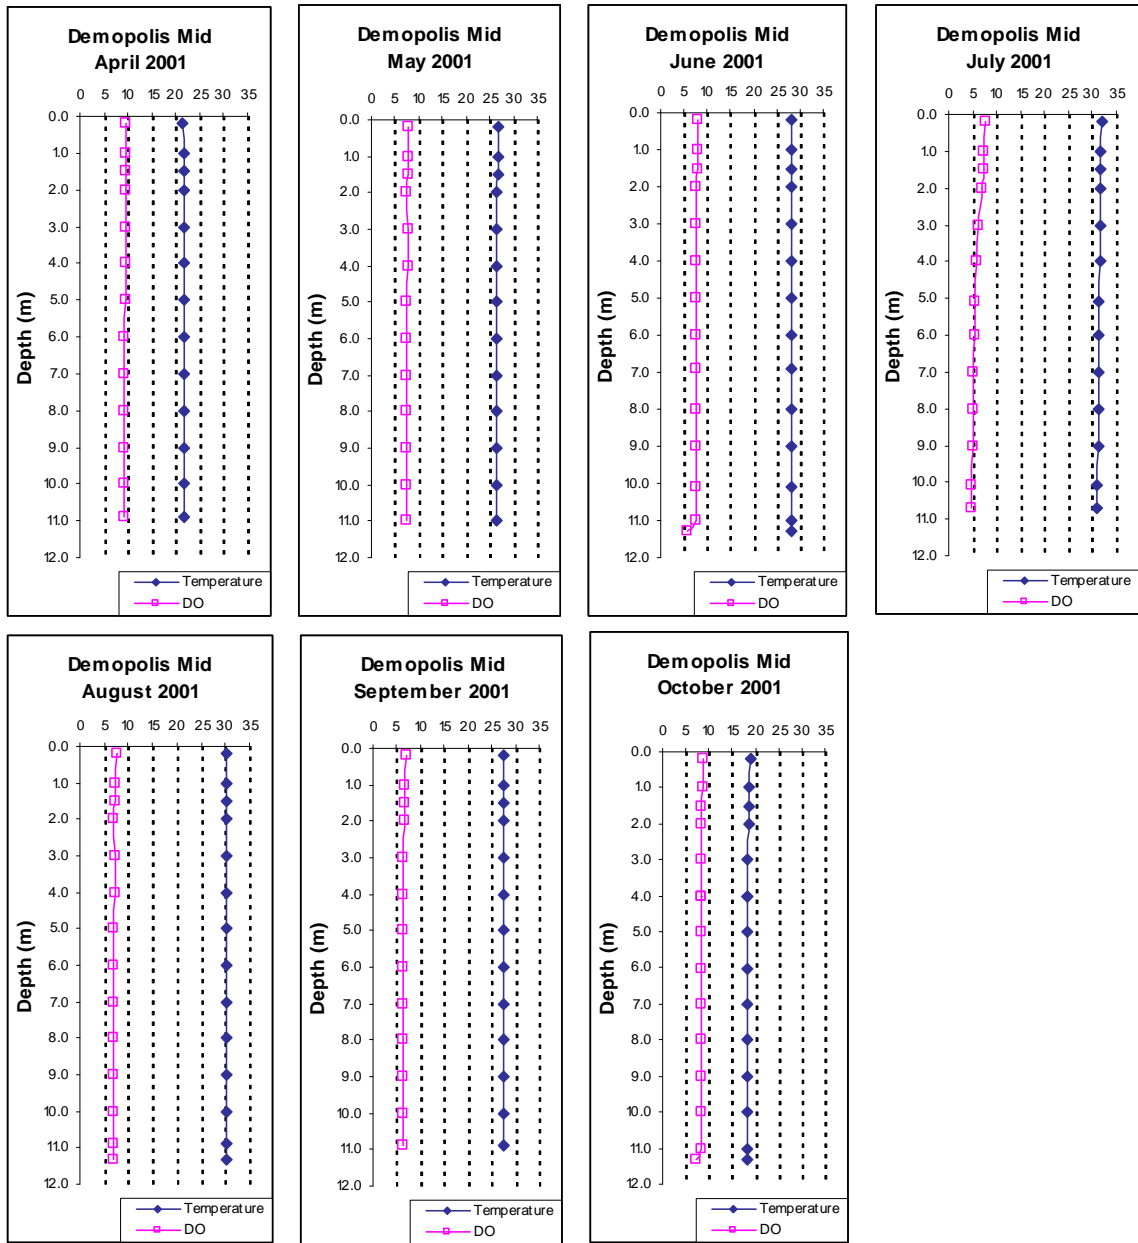 Demopolis Mid
April 2001
0 5 10 15 20 25 30 35
0.0
1.0
2.0
3.0
4.0
5.0
6.0
7.0
8.0
9.0
10.0
11.0
12.0
Depth (m)
Temperature
DO
Demopolis Mid
May 2001
0 5 10 15 20 25 30 35
0.0
1.0
2.0
3.0
4.0
5.0
6.0
7.0
8.0
9.0
10.0
11.0
12.0
Depth (m)
Temperature
DO
Demopolis Mid
June 2001
0 5 10 15 20 25 30 35
0.0
1.0
2.0
3.0
4.0
5.0
6.0
7.0
8.0
9.0
10.0
11.0
12.0
Depth (m)
Temperature
DO
Demopolis Mid
July 2001
0 5 10 15 20 25 30 35
0.0
1.0
2.0
3.0
4.0
5.0
6.0
7.0
8.0
9.0
10.0
11.0
12.0
Depth (m)
Temperature
DO
Demopolis Mid
August 2001
0 5 10 15 20 25 30 35
0.0
1.0
2.0
3.0
4.0
5.0
6.0
7.0
8.0
9.0
10.0
11.0
12.0
Depth (m)
Temperature
DO
Demopolis Mid
September 2001
0 5 10 15 20 25 30 35
0.0
1.0
2.0
3.0
4.0
5.0
6.0
7.0
8.0
9.0
10.0
11.0
12.0
Depth (m)
Temperature
DO
Demopolis Mid
October 2001
0 5 10 15 20 25 30 35
0.0
1.0
2.0
3.0
4.0
5.0
6.0
7.0
8.0
9.0
10.0
11.0
12.0
Depth (m)
Temperature
DO